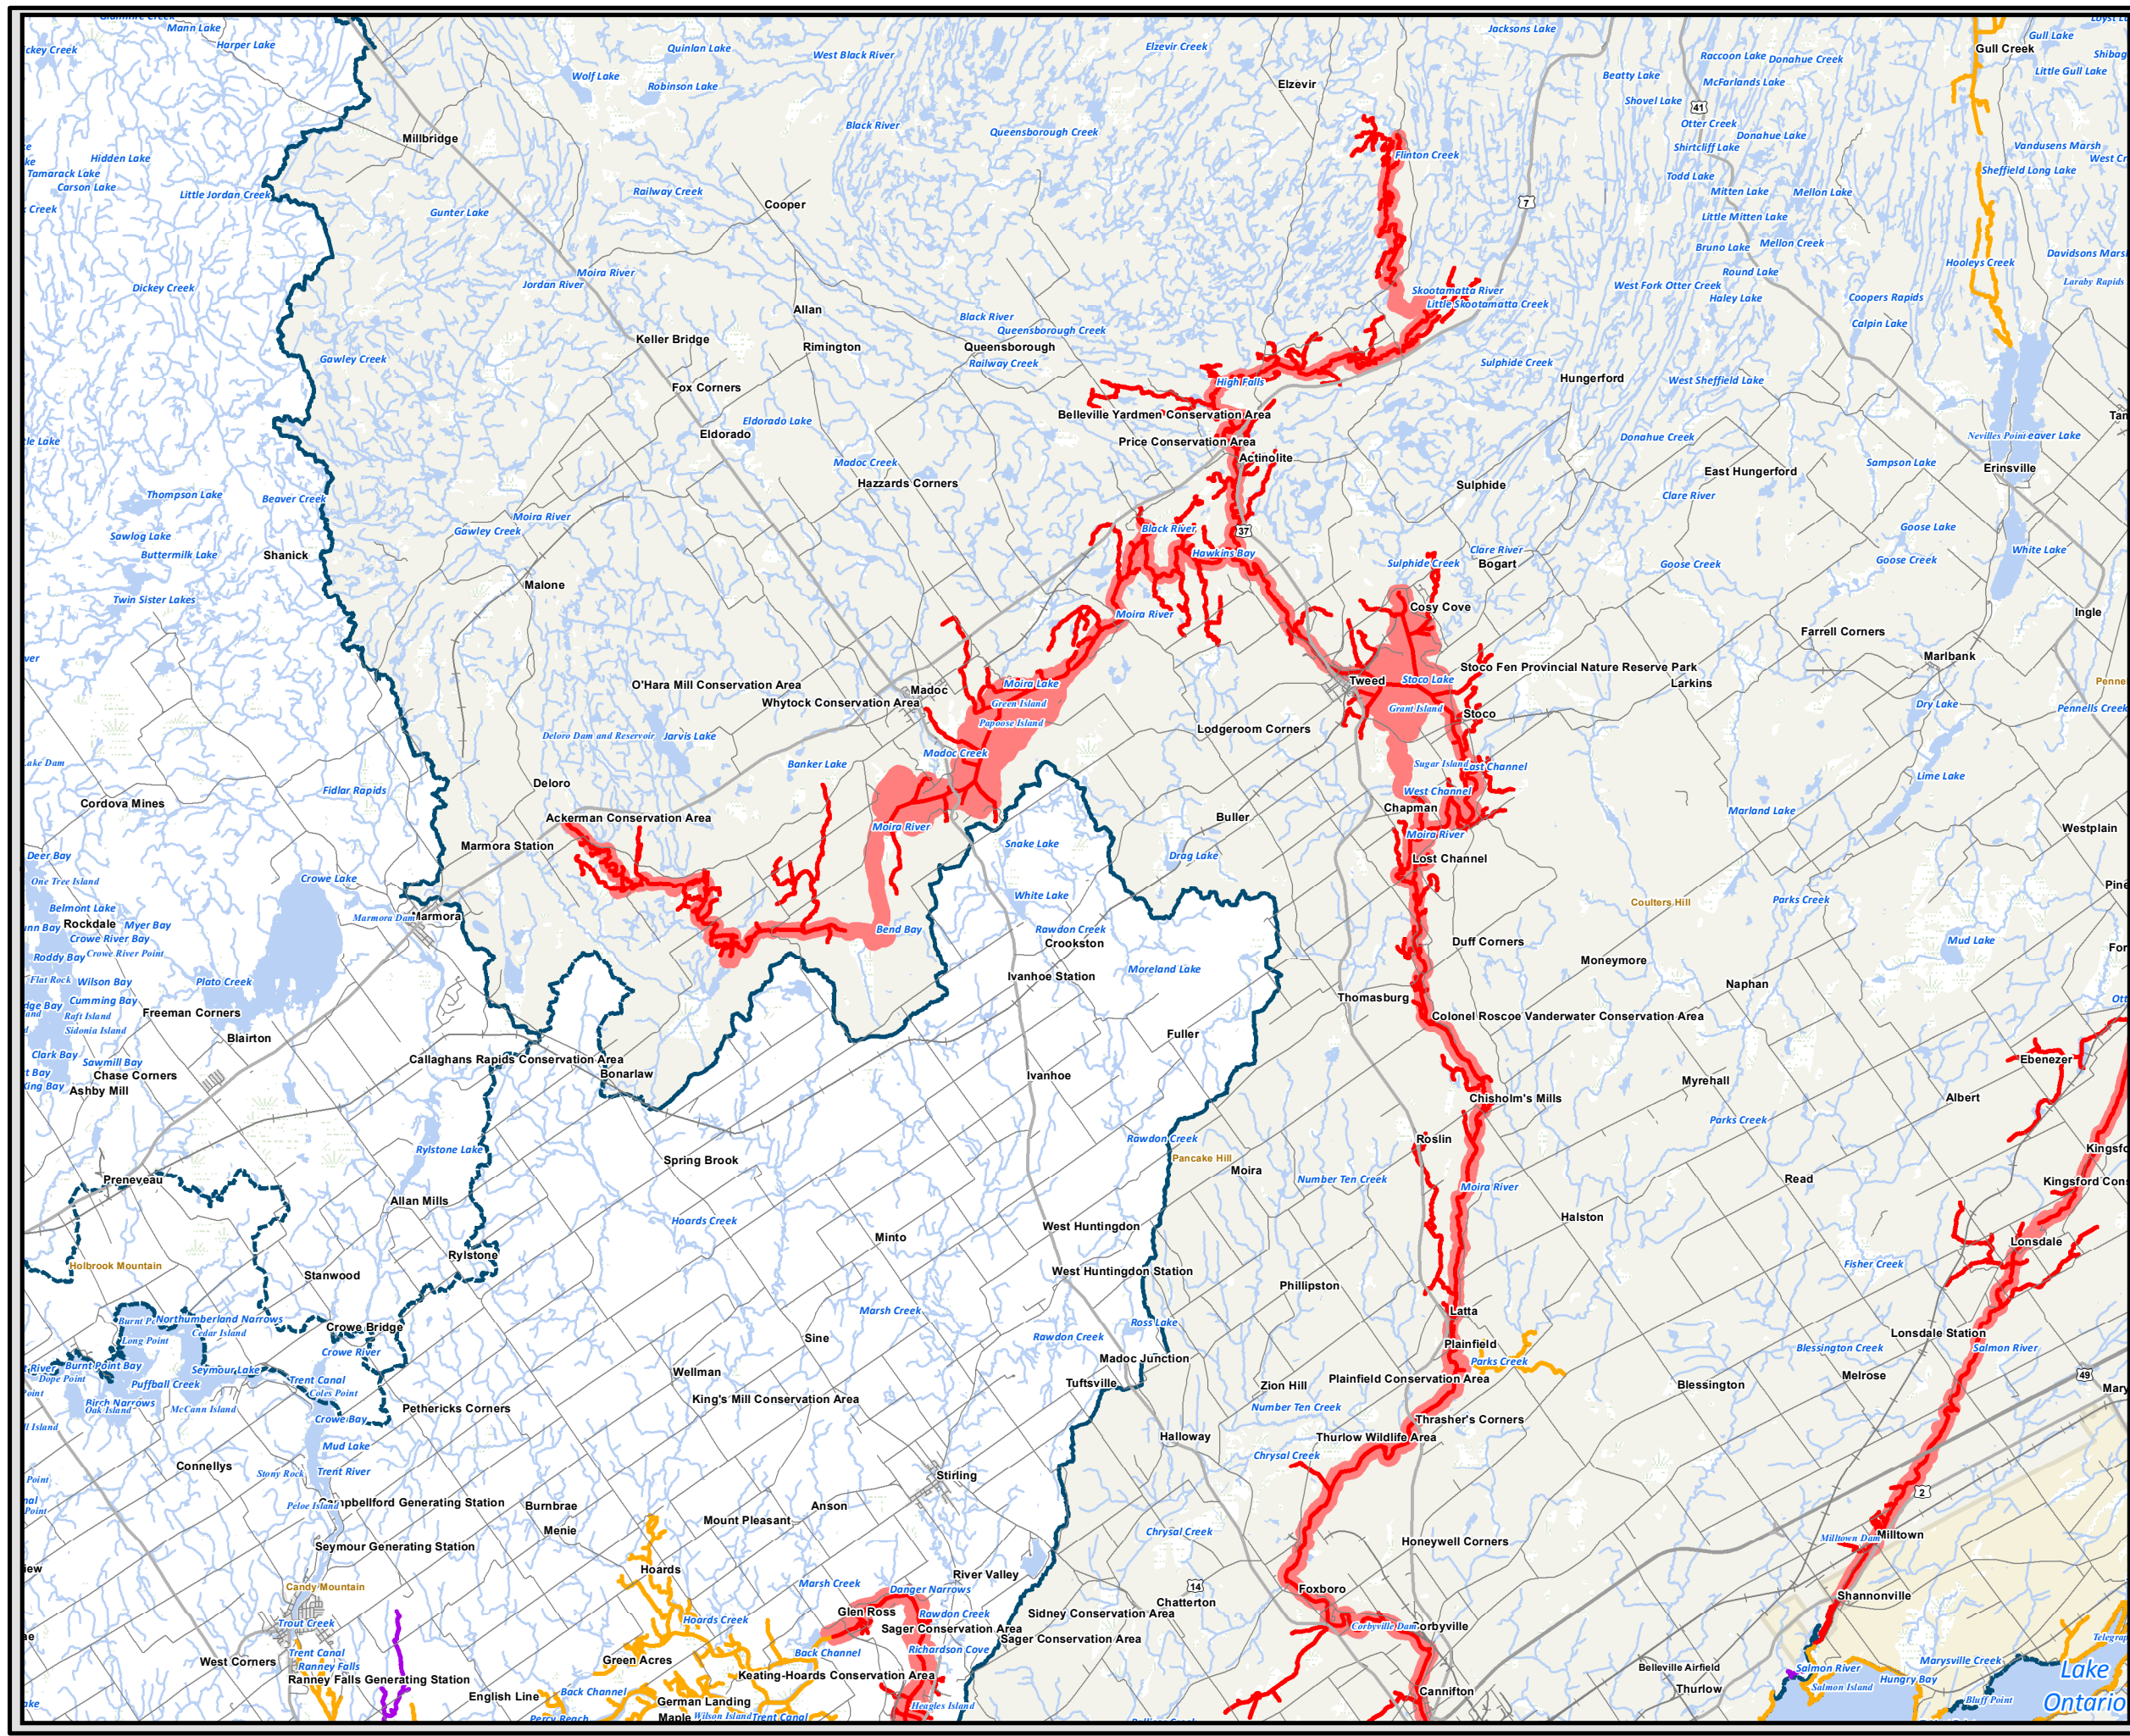 Mann Lake
Harper Lake
Quinlan Lake
West Black River
Elzevir Creek
Jacksons Lake
Gull Lake
Gull Creek
Wolf Lake
Robinson Lake
Elzevir
Beatty Lake
Raccoon Lake
Donahue Creek
McFarlands Lake
Little Gull Lake
Shovel Lake
41
Millbridge
Black River
Queensborough Creek
Otter Creek
Donahue Lake
Shirtcliff Lake
Vandusens Marsh
Hidden Lake
Tamarack Lake
Carson Lake
Little Jordan Creek
Flinton Creek
Sheffield Long Lake
Todd Lake
Mitten Lake
Mellon Lake
Railway Creek
Cooper
Gunter Lake
7
Little Mitten Lake
Bruno Lake
Mellon Creek
Hooleys Creek
Moira River
Jordan River
Dickey Creek
Round Lake
West Fork Otter Creek
Haley Lake
Coopers Rapids
Laraby Rapids
Skootamatta River
Little Skootamatta Creek
Allan
Black River
Queensborough Creek
Calpin Lake
Keller Bridge
Rimington
Queensborough
Railway Creek
Gawley Creek
Sulphide Creek
Fox Corners
High Falls
Hungerford
West Sheffield Lake
Belleville Yardmen Conservation Area
Eldorado Lake
Eldorado
Price Conservation Area
Actinolite
Donahue Creek
Nevilles Point
eaver Lake
Madoc Creek
Hazzards Corners
Sulphide
East Hungerford
Sampson Lake
Erinsville
Thompson Lake
Beaver Creek
Clare River
Moira River
Gawley Creek
Sawlog Lake
Buttermilk Lake
Shanick
Black River
37
Hawkins Bay
Goose Lake
White Lake
Clare River
Bogart
Sulphide Creek
Goose Creek
Goose Creek
Malone
Twin Sister Lakes
Moira River
Cosy Cove
Ingle
Farrell Corners
Marlbank
O'Hara Mill Conservation Area
Madoc
Whytock Conservation Area
Moira Lake
Green Island
Papoose Island
Tweed
Stoco Lake
Stoco Fen Provincial Nature Reserve Park
Larkins
Grant Island
Stoco
Dry Lake
Pennells Creek
Deloro Dam and Reservoir
Jarvis Lake
Lodgeroom Corners
Madoc Creek
Banker Lake
Sugar Island
ast Channel
Lime Lake
Deloro
Fidlar Rapids
Cordova Mines
West Channel
Chapman
Marland Lake
Ackerman Conservation Area
Moira River
Buller
Moira River
Westplain
Marmora Station
Snake Lake
Drag Lake
Lost Channel
Deer Bay
One Tree Island
Crowe Lake
White Lake
Coulters Hill
Parks Creek
Belmont Lake
Rockdale
Myer Bay
Marmora Dam
Marmora
Bend Bay
Rawdon Creek
Crookston
Crowe River Bay
Roddy Bay
Crowe River Point
Duff Corners
Mud Lake
Flat Rock
Wilson Bay
Plato Creek
Ivanhoe Station
Moreland Lake
Moneymore
Naphan
Cumming Bay
Raft Island
Sidonia Island
Freeman Corners
Thomasburg
Colonel Roscoe Vanderwater Conservation Area
Blairton
Fuller
Clark Bay
Sawmill Bay
Chase Corners
Ashby Mill
Callaghans Rapids Conservation Area
Bonarlaw
Ivanhoe
Ebenezer
Myrehall
Chisholm's Mills
Albert
Parks Creek
Rylstone Lake
Rawdon Creek
Roslin
Spring Brook
Pancake Hill
Moira
Number Ten Creek
Moira River
Read
Preneveau
Allan Mills
Hoards Creek
West Huntingdon
Halston
Minto
Lonsdale
Rylstone
Holbrook Mountain
Stanwood
West Huntingdon Station
Phillipston
Fisher Creek
Marsh Creek
Latta
Northumberland Narrows
Cedar Island
Long Point
Crowe Bridge
Sine
Rawdon Creek
Ross Lake
Plainfield
Lonsdale Station
Blessington Creek
Salmon River
Crowe River
Burnt Point Bay
Dope Point
Seymour Lake
Puffball Creek
Trent Canal
Coles Point
Wellman
Madoc Junction
Tuftsville
Parks Creek
Plainfield Conservation Area
Zion Hill
Blessington
Melrose
49
Birch Narrows
Oak Island
McCann Island
Crowe Bay
Pethericks Corners
King's Mill Conservation Area
Number Ten Creek
Thrasher's Corners
Mud Lake
Halloway
Thurlow Wildlife Area
Chrysal Creek
Connellys
Stony Rock
Trent River
Stirling
2
Peloe Island
mpbellford Generating Station
Burnbrae
Anson
Menie
Mount Pleasant
Chrysal Creek
Honeywell Corners
Milltown Dam
Milltown
Seymour Generating Station
Hoards
River Valley
Candy Mountain
Marsh Creek
Danger Narrows
14
Foxboro
Chatterton
Shannonville
Trout Creek
Hoards Creek
Glen Ross
Rawdon Creek
Sidney Conservation Area
Sager Conservation Area
Sager Conservation Area
Corbyville Dam
orbyville
Trent Canal
Ranney Falls
West Corners
Green Acres
Back Channel
Richardson Cove
Ranney Falls Generating Station
Keating-Hoards Conservation Area
Belleville Airfield
Thurlow
Salmon River
Salmon Island
Marysville Creek
Hungry Bay
Bluff Point
Lake
Ontario
English Line
Back Channel
German Landing
Maple
Wilson Island
Trent Canal
Percy Reach
Heagles Island
Cannifton